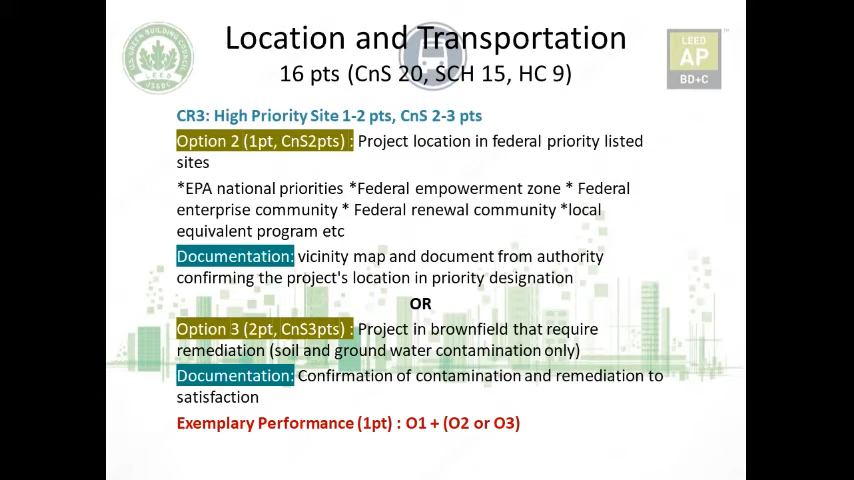 Location and Transportation
16 pts (CnS 20, SCH 15, HC 9)
U.S. GREEN BUILDING COUNCIL
LEED
USGBC
LEED
AP
BD+C
CR3: High Priority Site 1-2 pts, CnS 2-3 pts
Option 2 (1pt, CnS2pts) : Project location in federal priority listed
sites
*EPA national priorities *Federal empowerment zone * Federal
enterprise community * Federal renewal community *local
equivalent program etc
Documentation: vicinity map and document from authority
confirming the project's location in priority designation
OR
Option 3 (2pt, CnS3pts) : Project in brownfield that require
remediation (soil and ground water contamination only)
Documentation: Confirmation of contamination and remediation to
satisfaction
Exemplary Performance (1pt) : O1 + (O2 or O3)